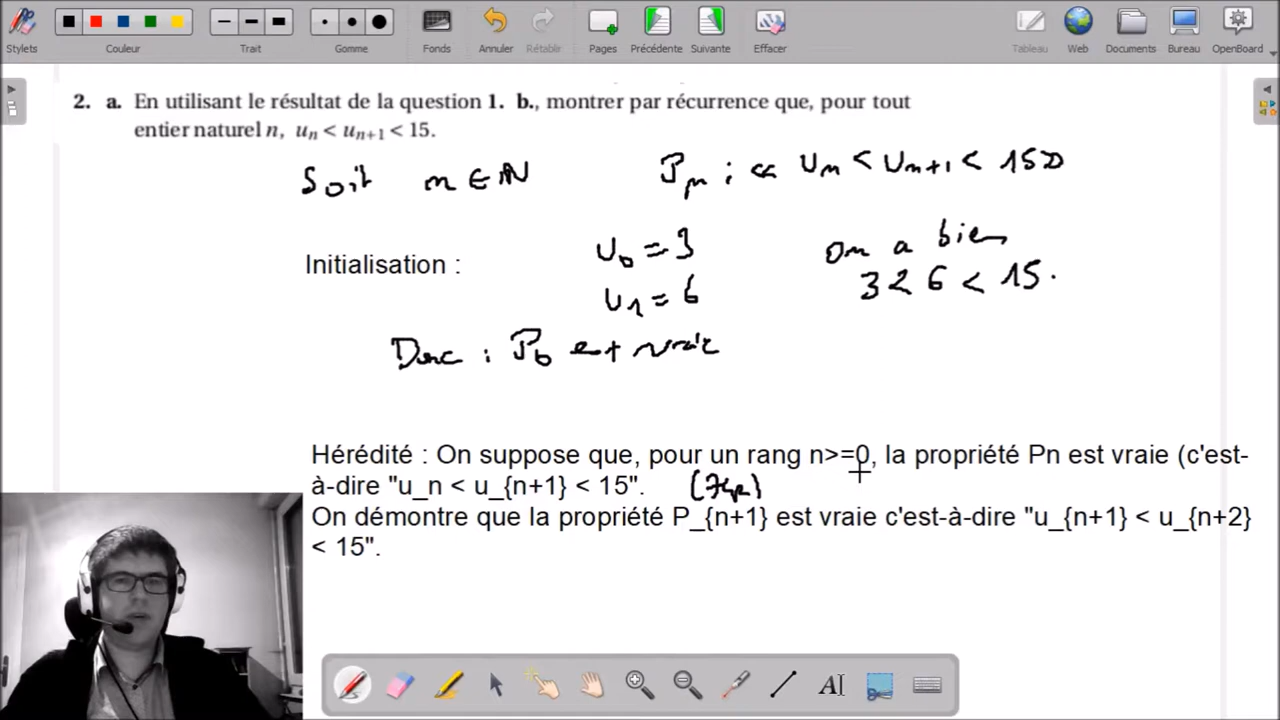 Stylets Couleur Trait Gomme Fonds Annuler Rétablir Pages Précédente Suivante Effacer Tableau Web Documents Bureau OpenBoard
2. a. En utilisant le résultat de la question 1. b., montrer par récurrence que, pour tout
entier naturel n, uₙ < uₙ₊₁ < 15.
Soit n ∈ ℕ Pₙ : « Uₙ < Uₙ₊₁ < 15 »
Initialisation : U₀ = 3 On a bien
U₁ = 6 3 < 6 < 15.
Donc : P₀ est vraie
Hérédité : On suppose que, pour un rang n>=0, la propriété Pn est vraie (c'est-
à-dire "u_n < u_{n+1} < 15". (Hyp)
On démontre que la propriété P_{n+1} est vraie c'est-à-dire "u_{n+1} < u_{n+2}
< 15".
AI